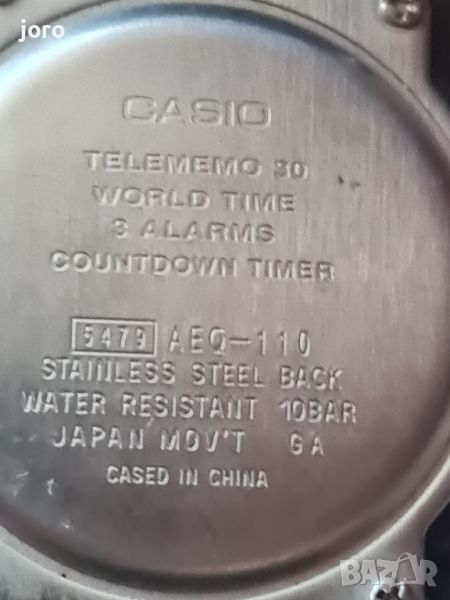 joro
CASIO
TELEMEMO 30
WORLD TIME
3 ALARMS
COUNTDOWN TIMER
5479 AEQ-110
STAINLESS STEEL BACK
WATER RESISTANT 10BAR
JAPAN MOV'T GA
CASED IN CHINA
BAZAR